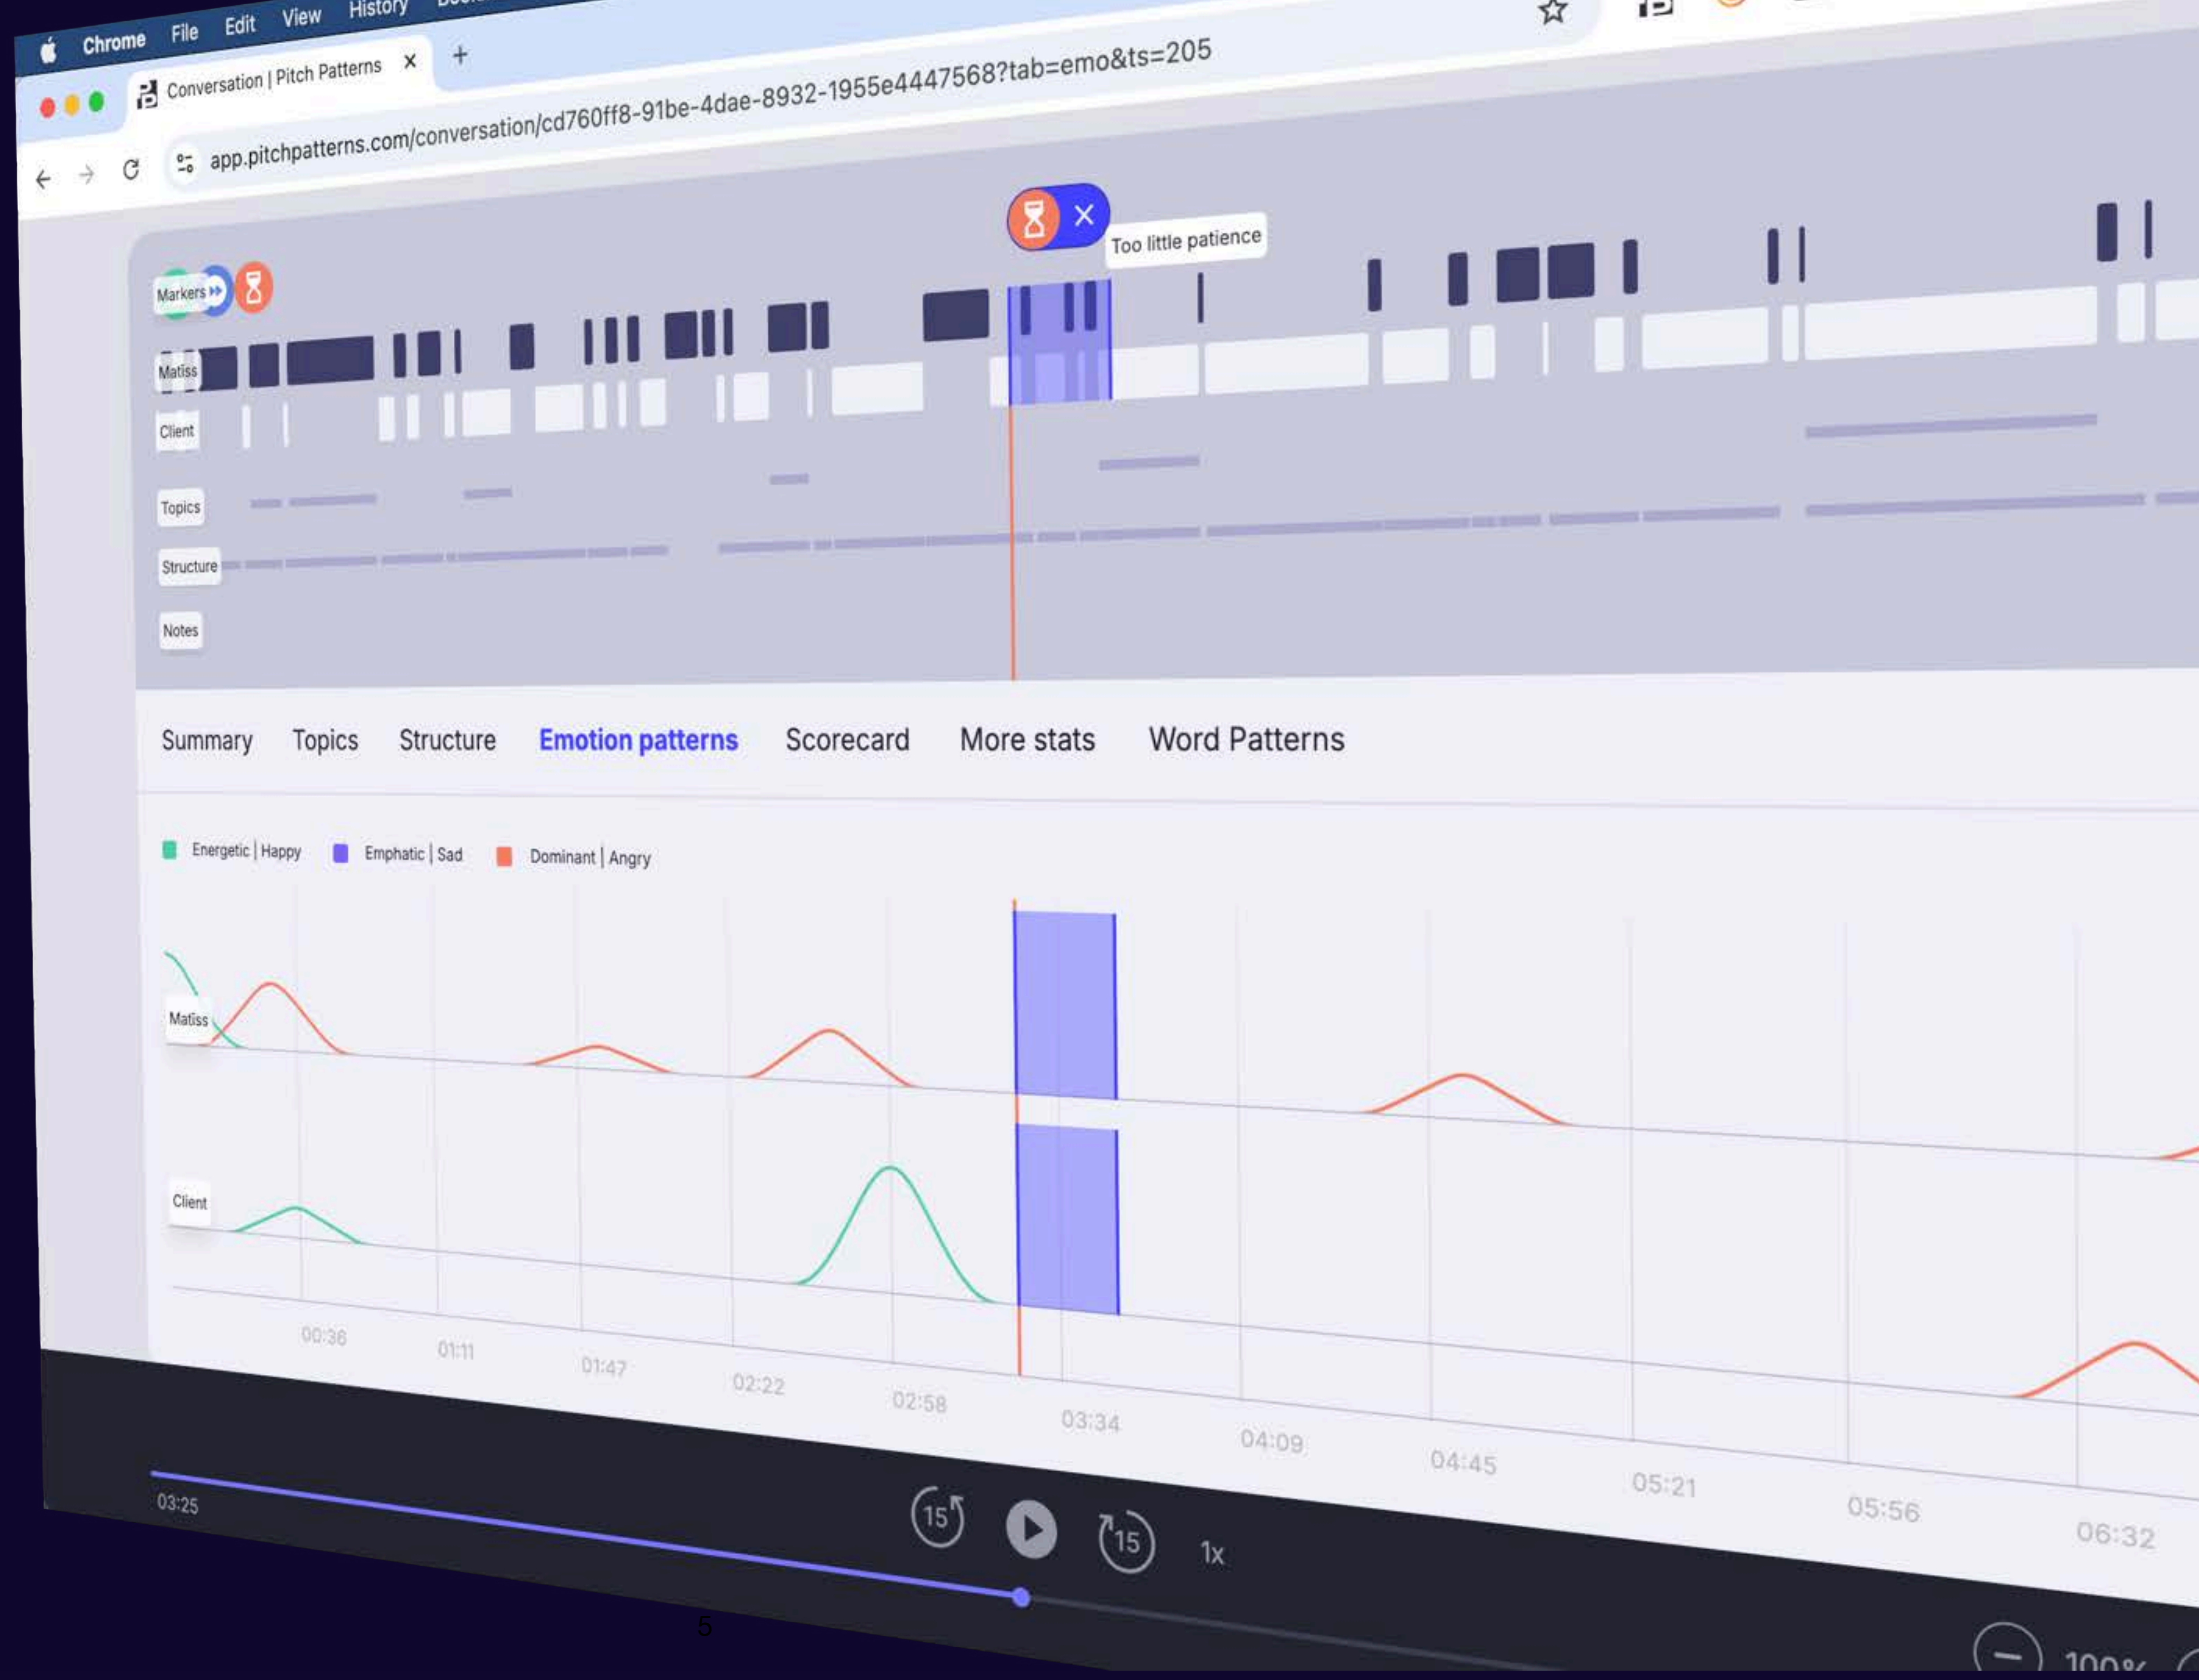 Chrome File Edit View History
Conversation | Pitch Patterns
app.pitchpatterns.com/conversation/cd760ff8-91be-4dae-8932-1955e4447568?tab=emo&ts=205
Too little patience
Markers
Matiss
Client
Topics
Structure
Notes
Summary Topics Structure Emotion patterns Scorecard More stats Word Patterns
Energetic | Happy Emphatic | Sad Dominant | Angry
Matiss
Client
00:36 01:11 01:47 02:22 02:58 03:34 04:09 04:45 05:21 05:56 06:32
03:25
15 15 1x
100%
5